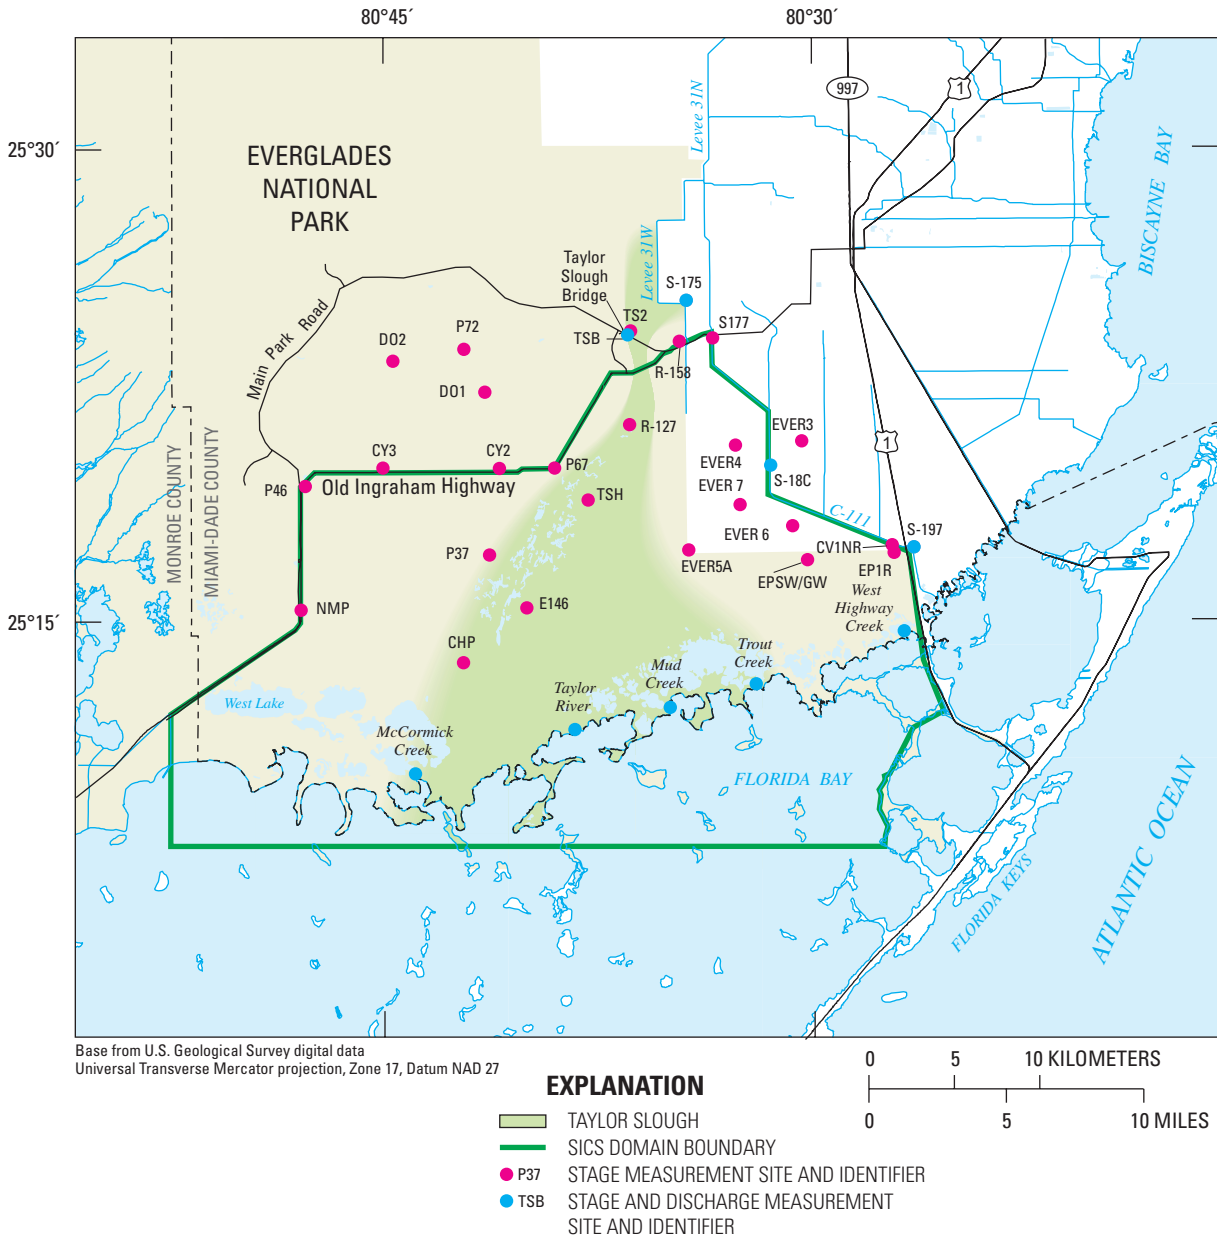 80°45´
80°30´
25°30´
25°15´
EVERGLADES
NATIONAL
PARK
Levee 31N
997
1
BISCAYNE BAY
Taylor
Slough
Bridge
Levee 31W
S-175
TS2
TSB
S177
R-158
Main Park Road
P72
DO2
DO1
R-127
EVER3
1
CY3
CY2
P67
EVER4
S-18C
P46
Old Ingraham Highway
TSH
EVER 7
C-111
MONROE COUNTY
MIAMI-DADE COUNTY
EVER 6
S-197
CV1NR
P37
EVER5A
EPSW/GW
EP1R
West
Highway
Creek
NMP
E146
CHP
Trout
Creek
Mud
Creek
Taylor
River
West Lake
McCormick
Creek
FLORIDA BAY
FLORIDA KEYS
ATLANTIC OCEAN
Base from U.S. Geological Survey digital data
Universal Transverse Mercator projection, Zone 17, Datum NAD 27
0 5 10 KILOMETERS
0 5 10 MILES
EXPLANATION
TAYLOR SLOUGH
SICS DOMAIN BOUNDARY
P37 STAGE MEASUREMENT SITE AND IDENTIFIER
TSB STAGE AND DISCHARGE MEASUREMENT
SITE AND IDENTIFIER